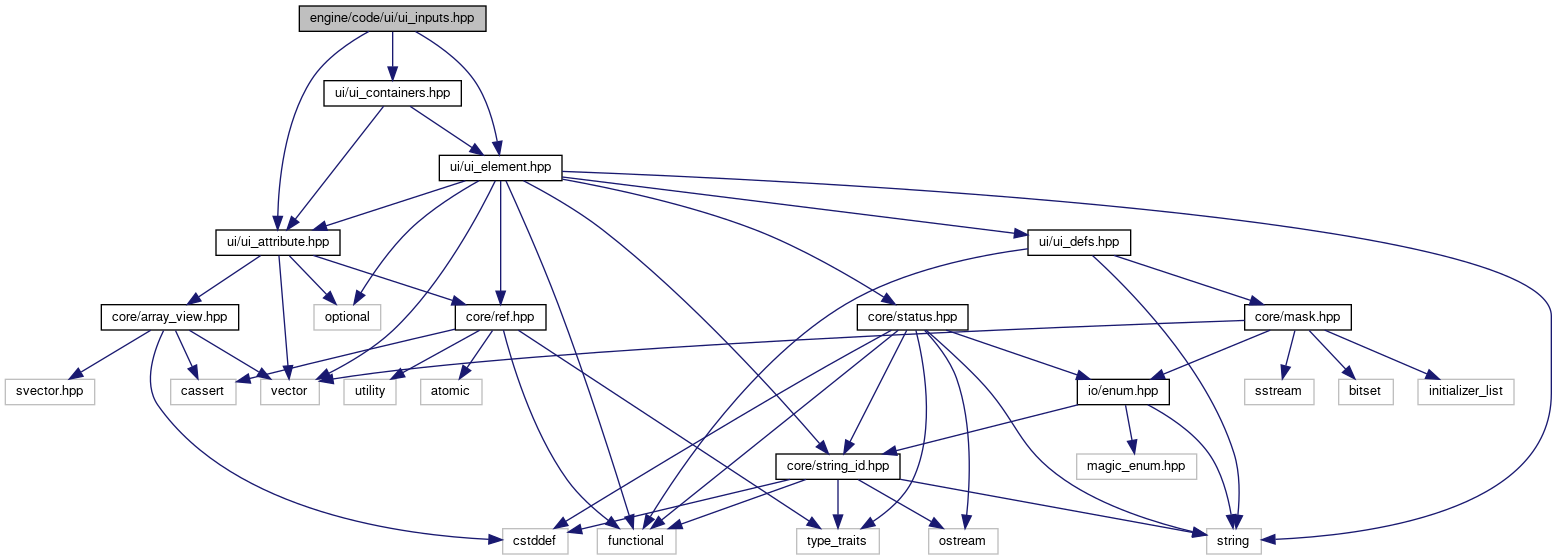 engine/code/ui/ui_inputs.hpp
ui/ui_containers.hpp
ui/ui_element.hpp
ui/ui_attribute.hpp
ui/ui_defs.hpp
core/array_view.hpp
optional
core/ref.hpp
core/status.hpp
core/mask.hpp
svector.hpp
cassert
vector
utility
atomic
io/enum.hpp
sstream
bitset
initializer_list
core/string_id.hpp
magic_enum.hpp
cstddef
functional
type_traits
ostream
string